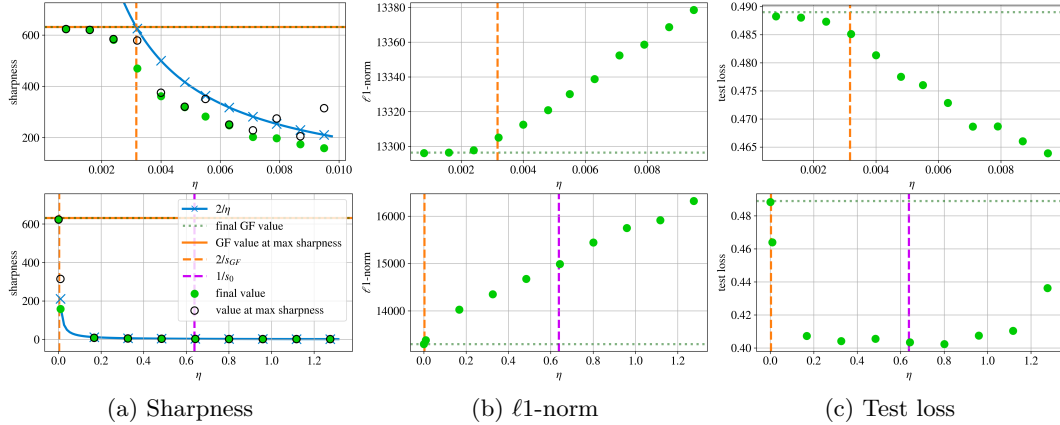 600
400
200
0.002
0.004
0.006
0.008
0.010
sharpness
η
13380
13360
13340
13320
13300
0.002
0.004
0.006
0.008
ℓ1-norm
η
0.490
0.485
0.480
0.475
0.470
0.465
0.002
0.004
0.006
0.008
test loss
η
600
400
200
0
0.0
0.2
0.4
0.6
0.8
1.0
1.2
sharpness
η
2/η
final GF value
GF value at max sharpness
2/s_GF
1/s_0
final value
value at max sharpness
16000
15000
14000
0.0
0.2
0.4
0.6
0.8
1.0
1.2
ℓ1-norm
η
0.48
0.46
0.44
0.42
0.40
0.0
0.2
0.4
0.6
0.8
1.0
1.2
test loss
η
(a) Sharpness
(b) ℓ1-norm
(c) Test loss